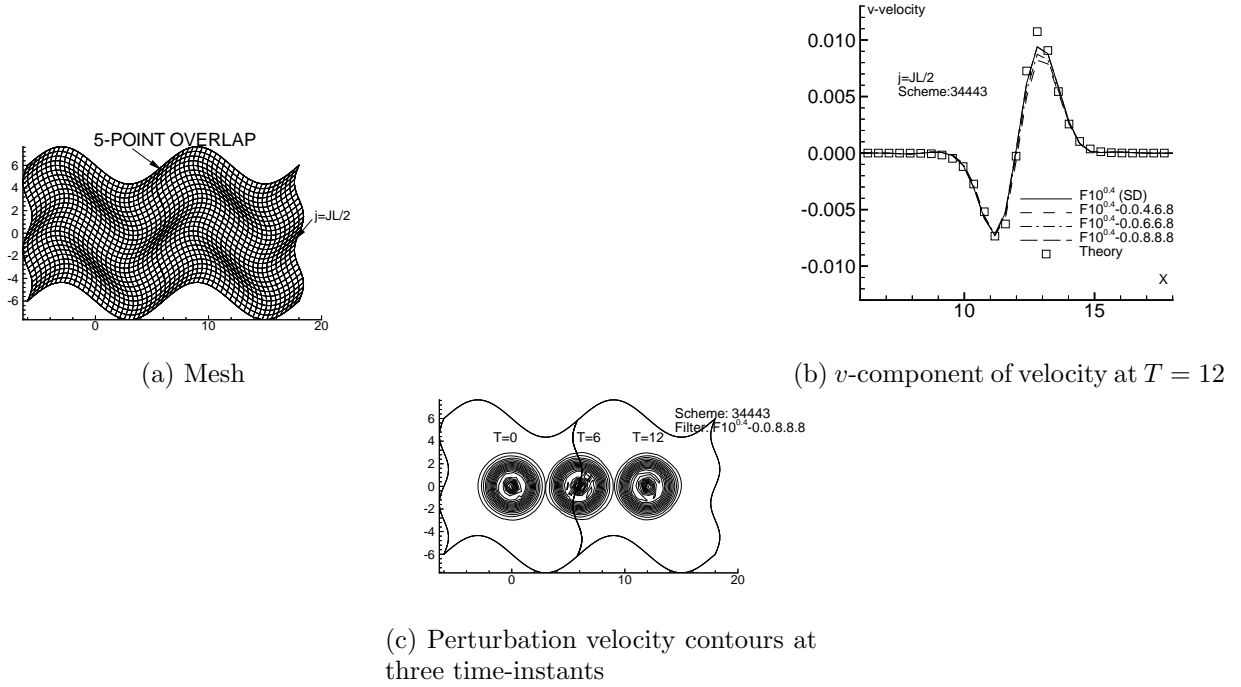 5-POINT OVERLAP
6
4
2
0
-2
-4
-6
j=JL/2
0
10
20
(a) Mesh
v-velocity
0.010
0.005
0.000
-0.005
-0.010
j=JL/2
Scheme:34443
F10^0.4 (SD)
F10^0.4-0.0.4.6.8
F10^0.4-0.0.6.6.8
F10^0.4-0.0.8.8.8
Theory
X
10
15
(b) v-component of velocity at T = 12
Scheme: 34443
Filter: F10^0.4-0.0.8.8.8
T=0
T=6
T=12
6
4
2
0
-2
-4
-6
0
10
20
(c) Perturbation velocity contours at
three time-instants